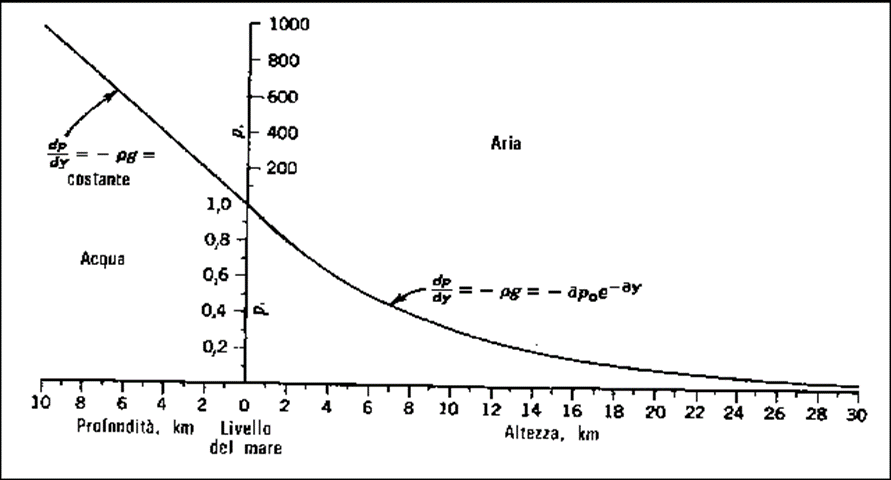 1000
800
600
p,
400
200
dp/dy = − ρg =
costante
Aria
1,0
0,8
0,6
0,4
0,2
p,
Acqua
dp/dy = − ρg = − ap₀e⁻ᵃʸ
10 8 6 4 2 0 2 4 6 8 10 12 14 16 18 20 22 24 26 28 30
Profondità, km
Livello
del mare
Altezza, km